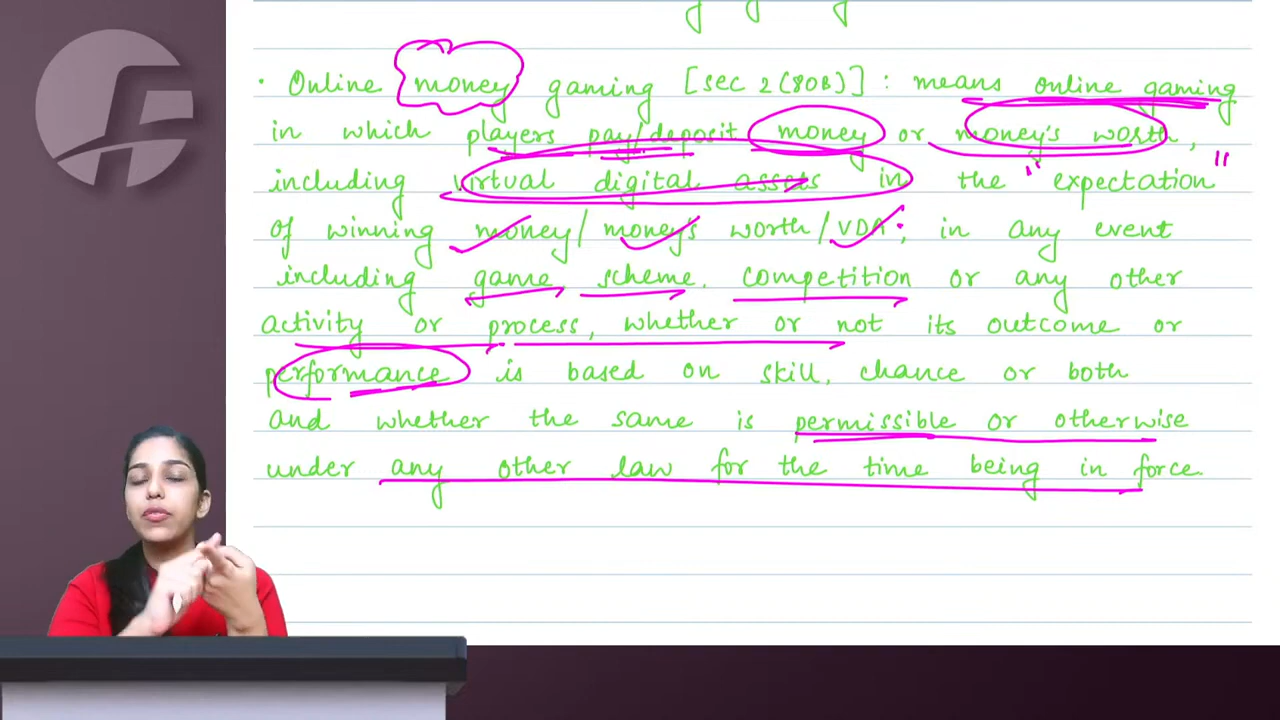 · Online money gaming [sec 2(80B)] : means online gaming
in which players pay/deposit money or money's worth,
including virtual digital assets in the "expectation"
of winning money/money's worth/VDA; in any event
including game scheme. competition or any other
activity or process, whether or not its outcome or
performance is based on skill, chance or both
and whether the same is permissible or otherwise
under any other law for the time being in force.